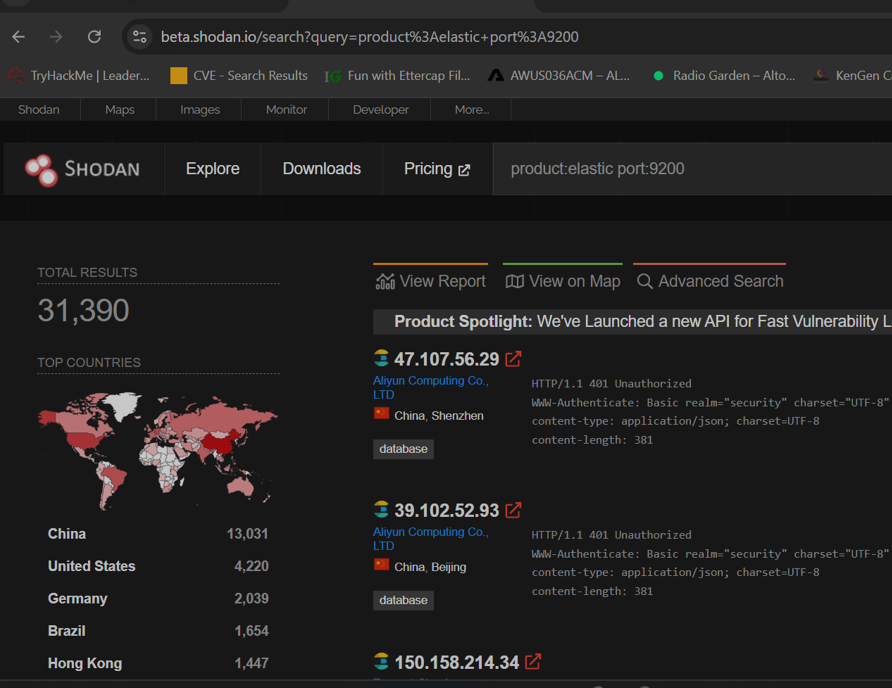 beta.shodan.io/search?query=product%3Aelastic+port%3A9200
TryHackMe | Leader... CVE - Search Results IG Fun with Ettercap Fil... AWUS036ACM – AL... Radio Garden – Alto... KenGen C
Shodan Maps Images Monitor Developer More...
SHODAN Explore Downloads Pricing product:elastic port:9200
TOTAL RESULTS
31,390
TOP COUNTRIES
China 13,031
United States 4,220
Germany 2,039
Brazil 1,654
Hong Kong 1,447
View Report View on Map Advanced Search
Product Spotlight: We've Launched a new API for Fast Vulnerability L
47.107.56.29
Aliyun Computing Co.,
LTD
China, Shenzhen
database
HTTP/1.1 401 Unauthorized
WWW-Authenticate: Basic realm="security" charset="UTF-8"
content-type: application/json; charset=UTF-8
content-length: 381
39.102.52.93
Aliyun Computing Co.,
LTD
China, Beijing
database
HTTP/1.1 401 Unauthorized
WWW-Authenticate: Basic realm="security" charset="UTF-8"
content-type: application/json; charset=UTF-8
content-length: 381
150.158.214.34